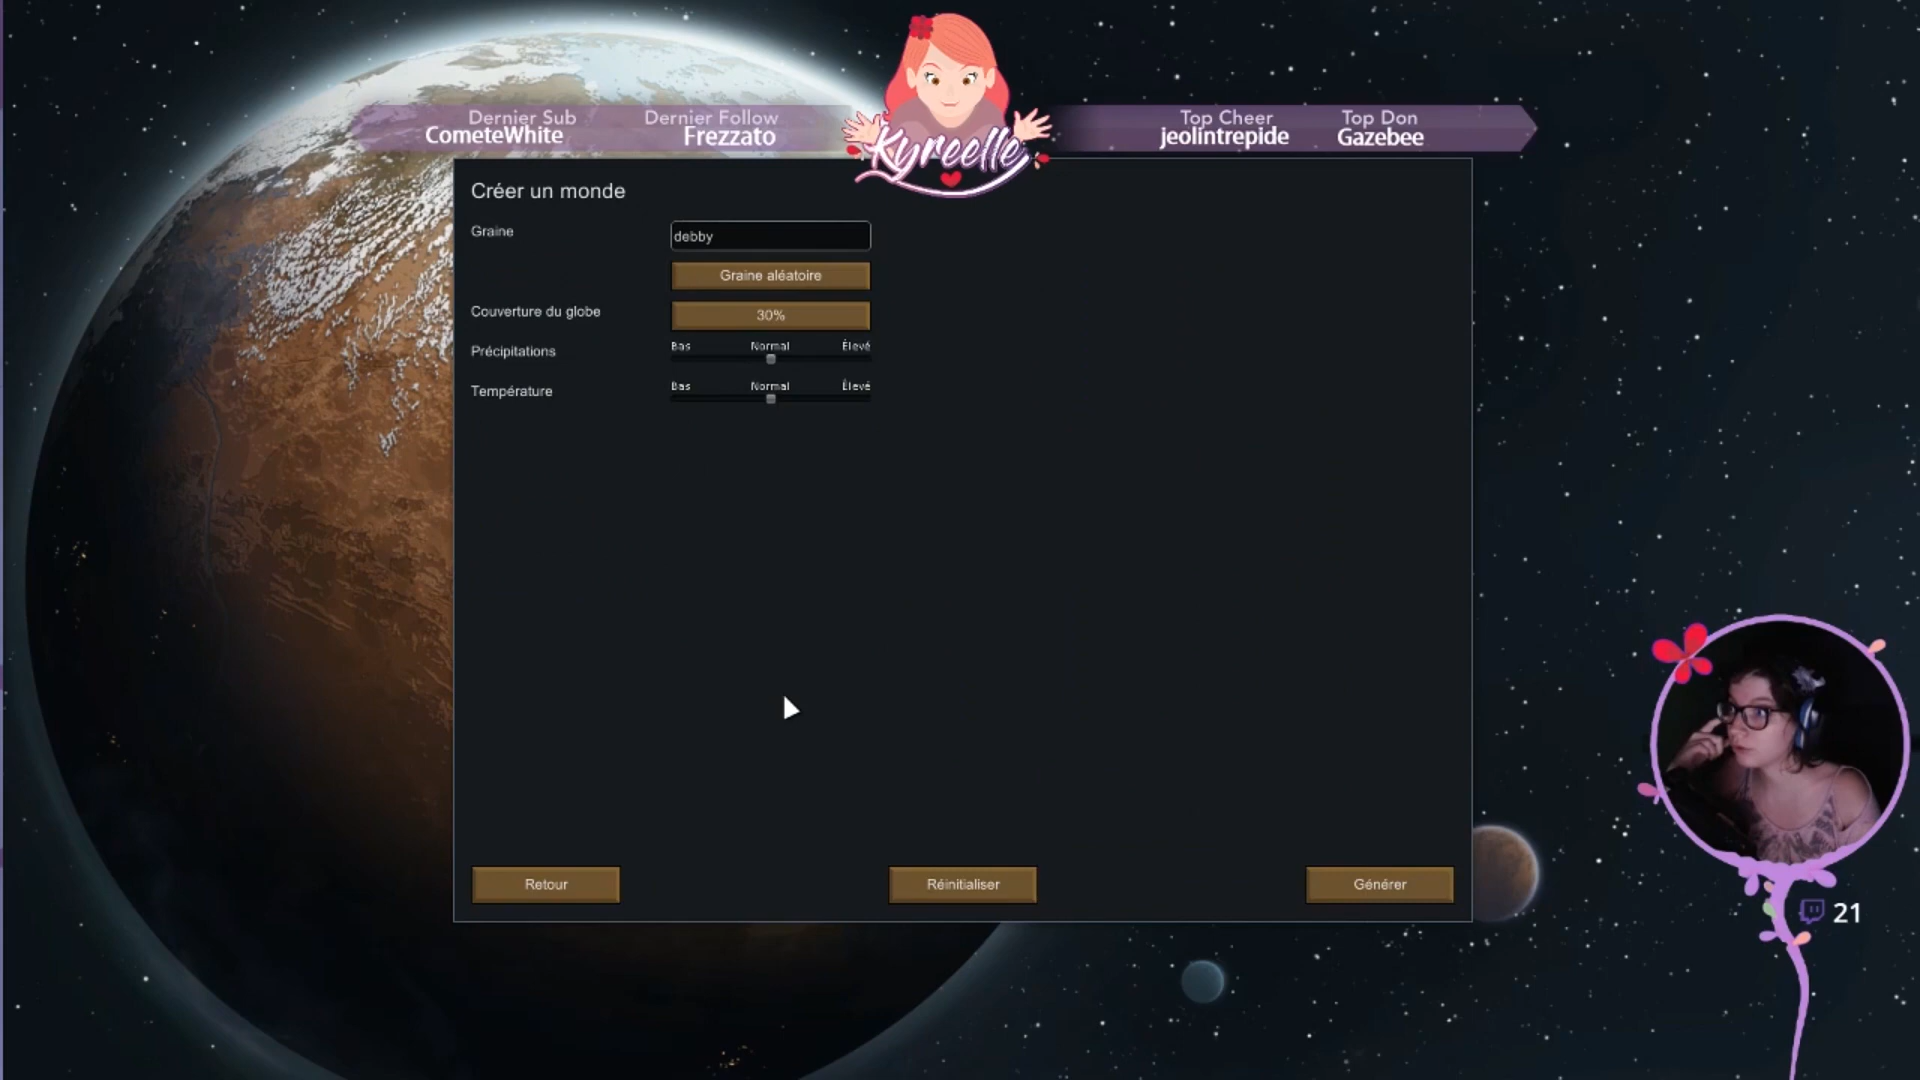 Dernier Sub
CometeWhite
Dernier Follow
Frezzato
Kyreelle
Top Cheer
jeolintrepide
Top Don
Gazebee
Créer un monde
Graine
debby
Graine aléatoire
Couverture du globe
30%
Précipitations
Bas Normal Élevé
Température
Bas Normal Élevé
Retour
Réinitialiser
Générer
21